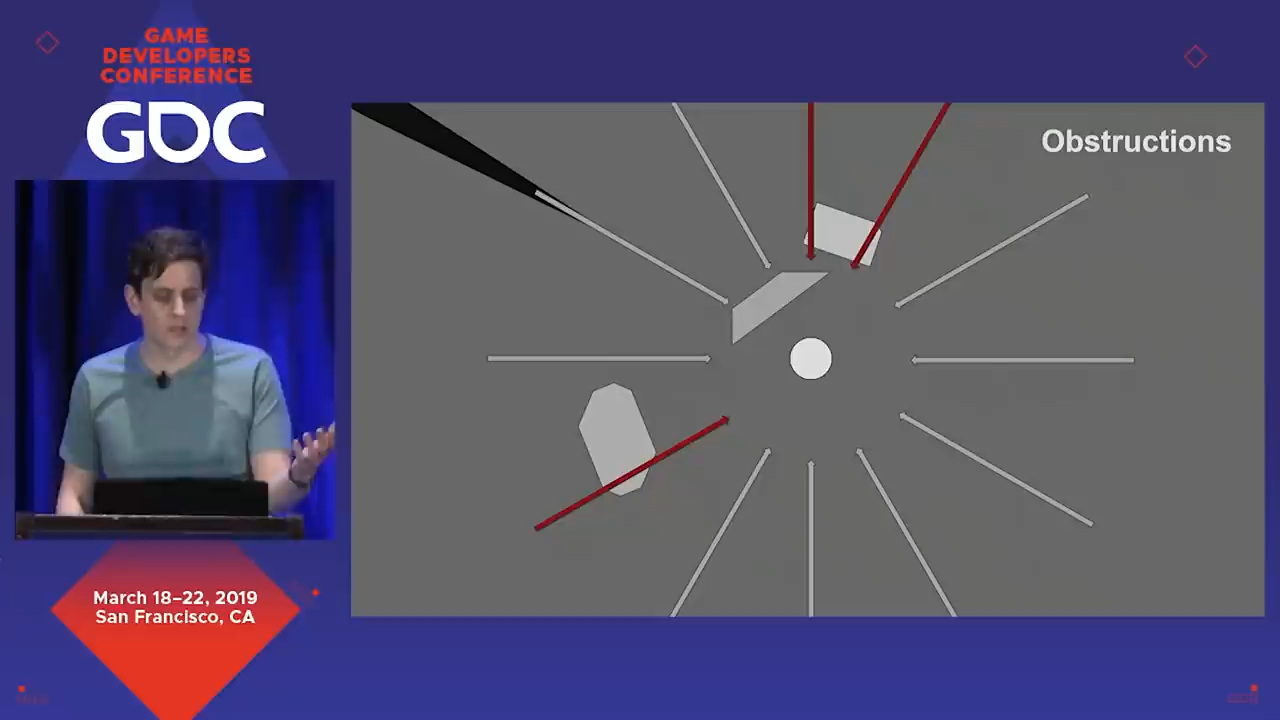 GAME
DEVELOPERS
CONFERENCE
GDC
Obstructions
March 18–22, 2019
San Francisco, CA